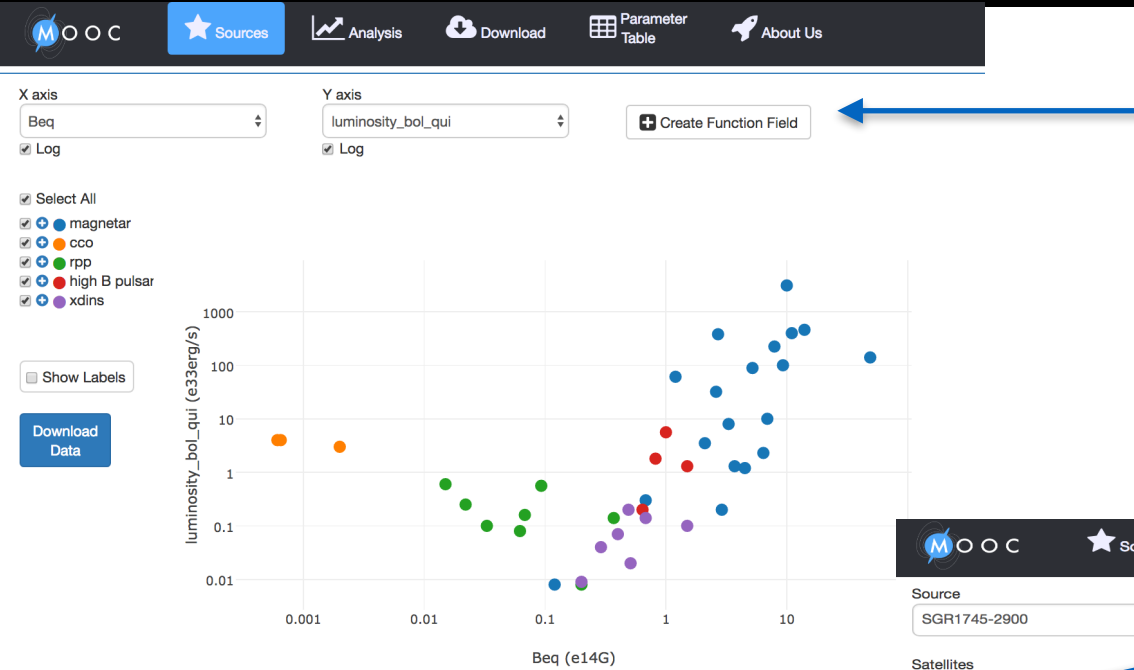 MOOC
Sources
Analysis
Download
Parameter
Table
About Us
X axis
Y axis
Beq
luminosity_bol_qui
Create Function Field
Log
Log
Select All
magnetar
cco
rpp
high B pulsar
xdins
Show Labels
Download
Data
luminosity_bol_qui (e33erg/s)
1000
100
10
1
0.1
0.01
0.001
0.01
0.1
1
10
Beq (e14G)
MOOC
Source
SGR1745-2900
Satellites